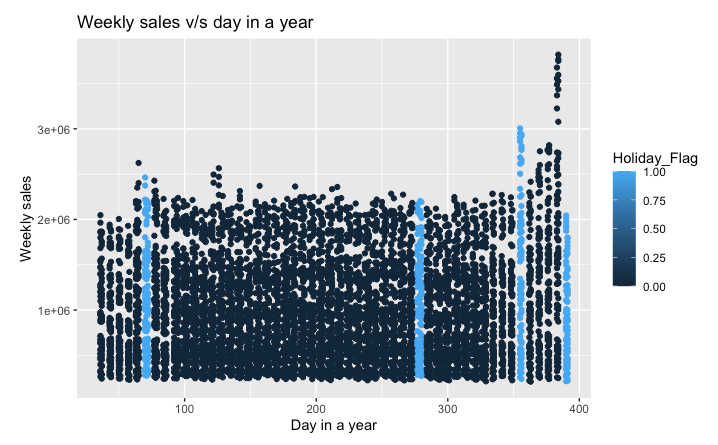 Weekly sales v/s day in a year
3e+06
2e+06
1e+06
Weekly sales
100
200
300
400
Day in a year
Holiday_Flag
1.00
0.75
0.50
0.25
0.00